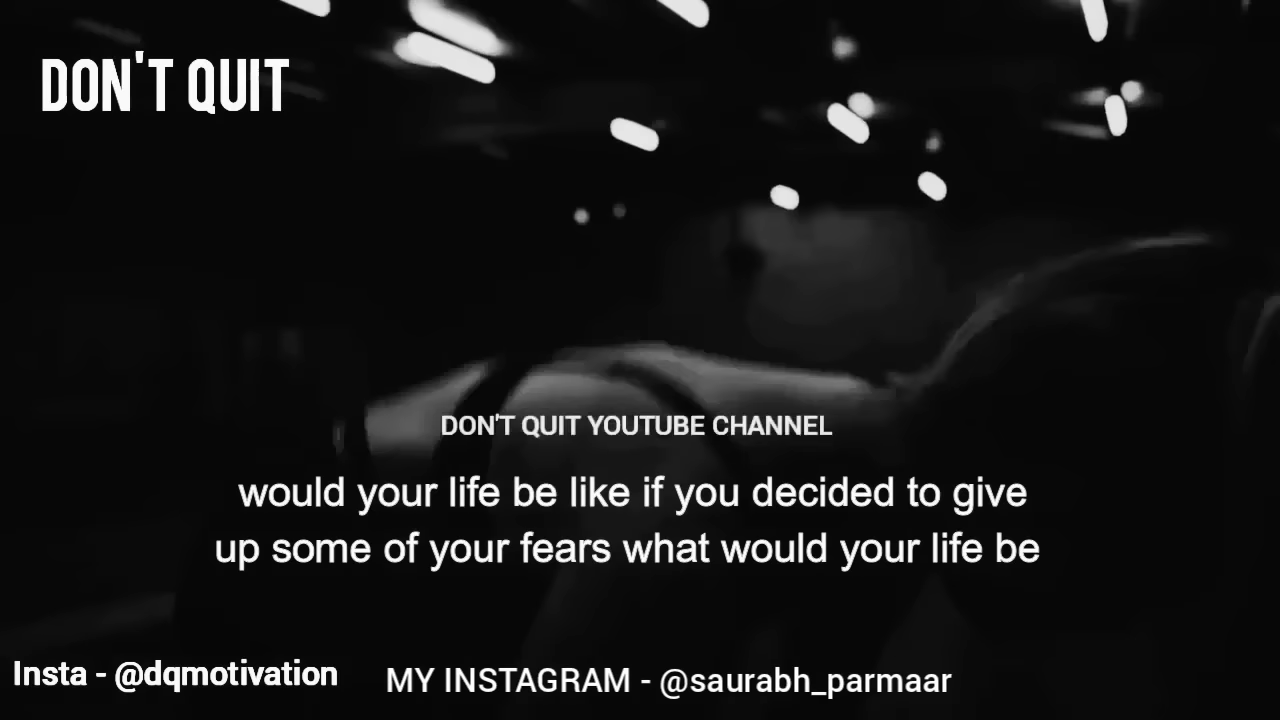 DON'T QUIT
DON'T QUIT YOUTUBE CHANNEL
would your life be like if you decided to give
up some of your fears what would your life be
Insta - @dqmotivation
MY INSTAGRAM - @saurabh_parmaar